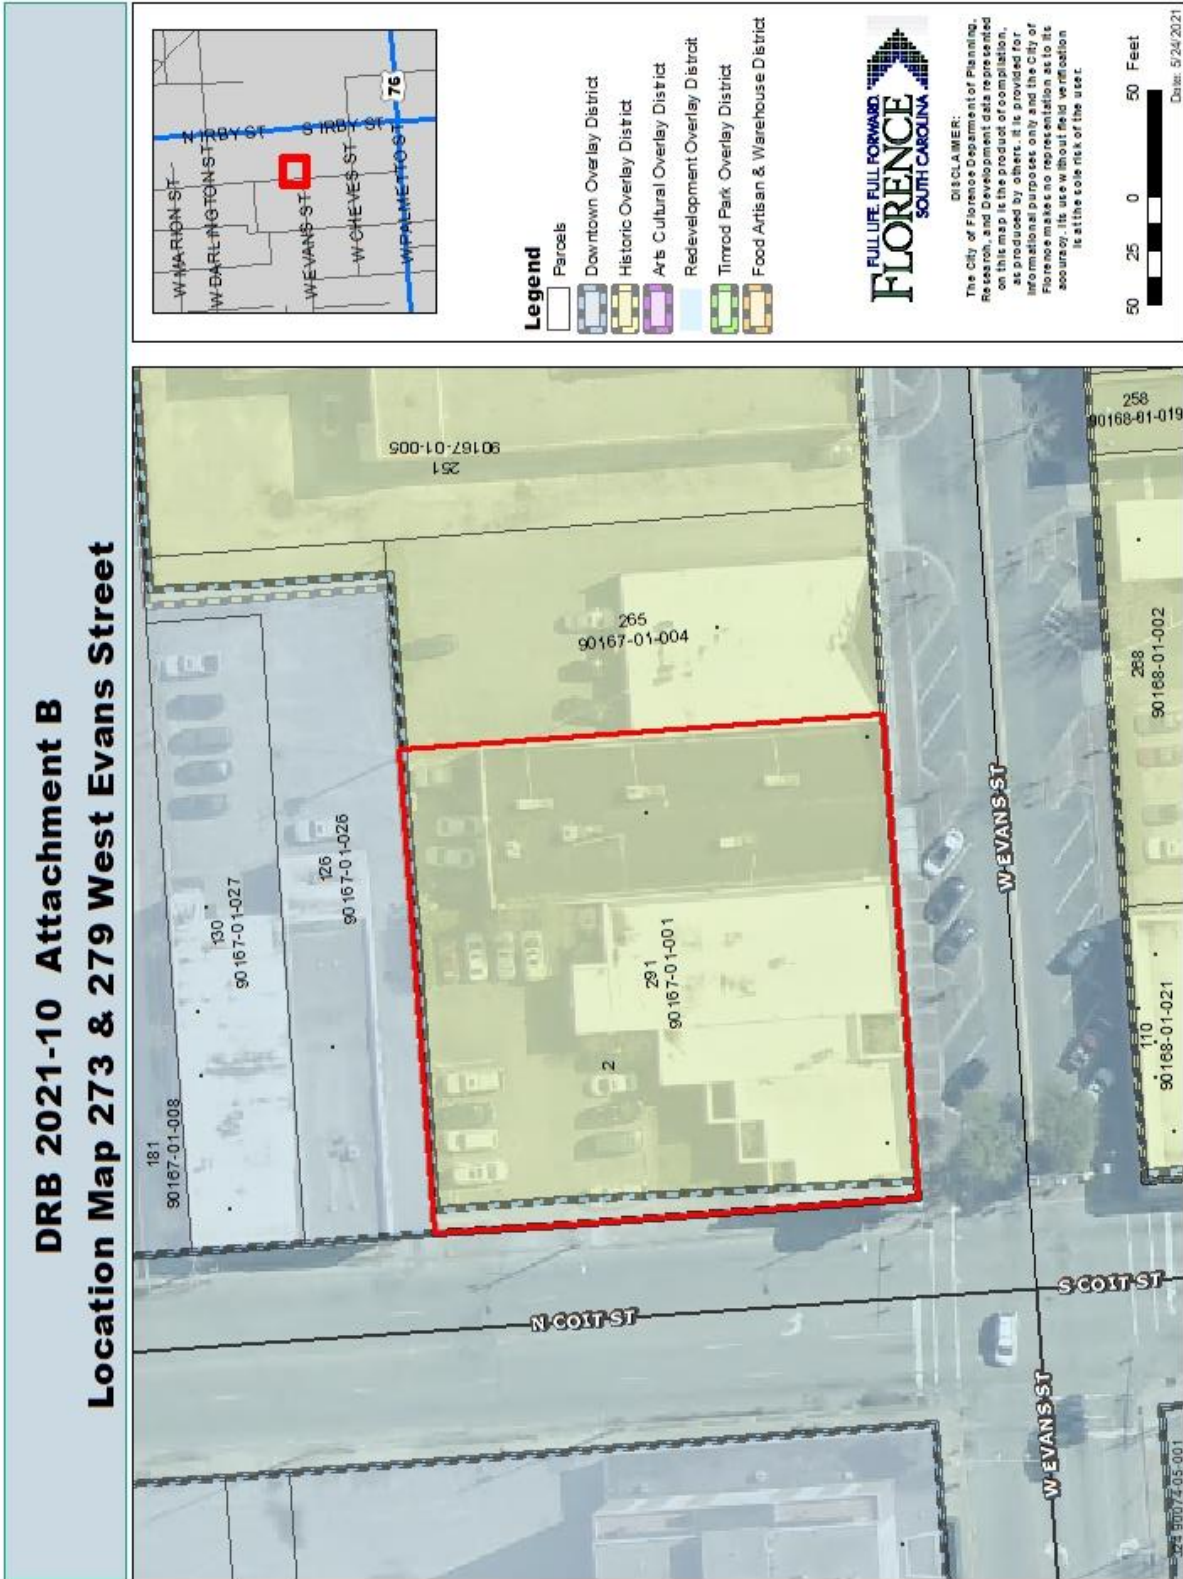 DRB 2021-10 Attachment B
Location Map 273 & 279 West Evans Street
181
90167-01-008
130
90167-01-027
126
90167-01-026
251
90167-01-005
265
90167-01-004
291
90167-01-001
2
N COIT ST
S COIT ST
W EVANS ST
W EVANS ST
110
90168-01-021
268
90168-01-002
258
90168-01-019
324 90074-05-001
W MARION ST
W DARLINGTON ST
N IRBY ST
S IRBY ST
W EVANS ST
W CHEVES ST
W PALMETTO ST
76
Legend
Parcels
Downtown Overlay District
Historic Overlay District
Arts Cultural Overlay District
Redevelopment Overlay Distrcit
Timrod Park Overlay District
Food Artisan & Warehouse District
FULL LIFE. FULL FORWARD.
FLORENCE
SOUTH CAROLINA
DISCLAIMER:
The City of Florence Deparment of Planning,
Research, and Development data represented
on this map is the product of compilation,
as produced by others. It is provided for
informational purposes only and the City of
Florence makes no representation as to its
accuracy. Its use without field verification
is at the sole risk of the user.
50 25 0 50 Feet
Date: 5/24/2021